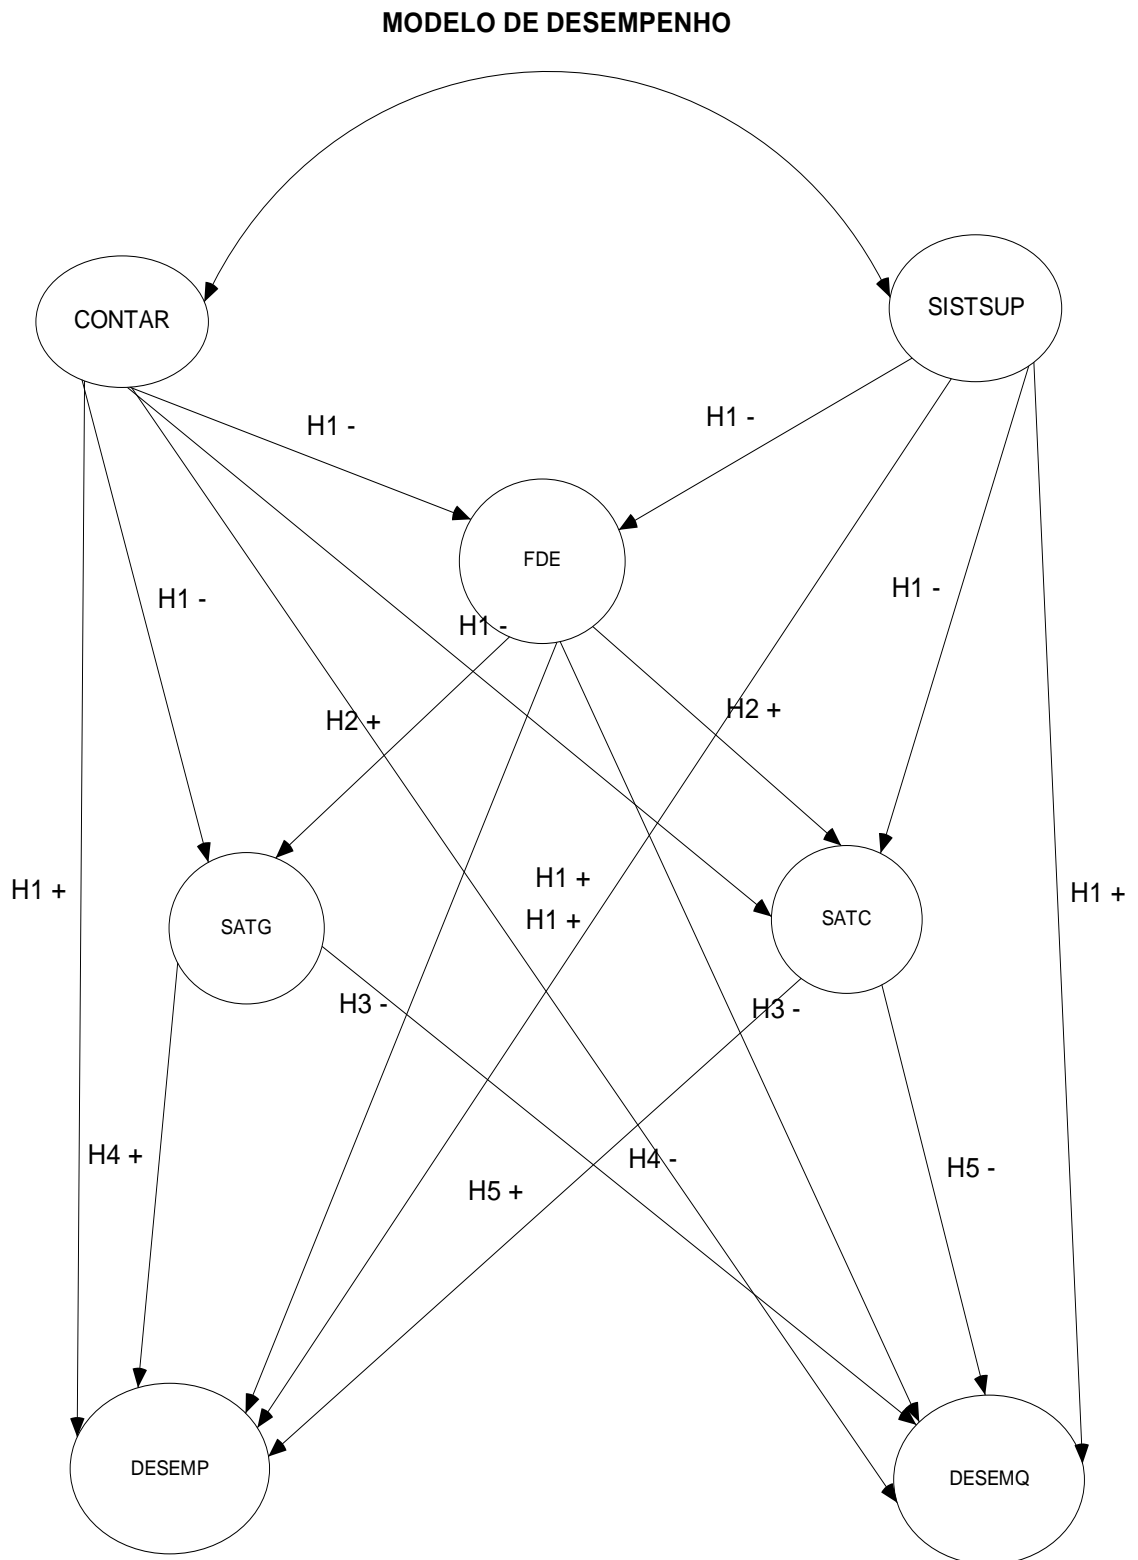 MODELO DE DESEMPENHO
SISTSUP
CONTAR
H1 -
H1 -
FDE
H1 -
H1 -
H1 -
H2 +
H2 +
H1 +
H1 +
H1 +
H1 +
SATG
SATC
H3 -
H3 -
H4 +
H4 -
H5 -
H5 +
DESEMP
DESEMQ